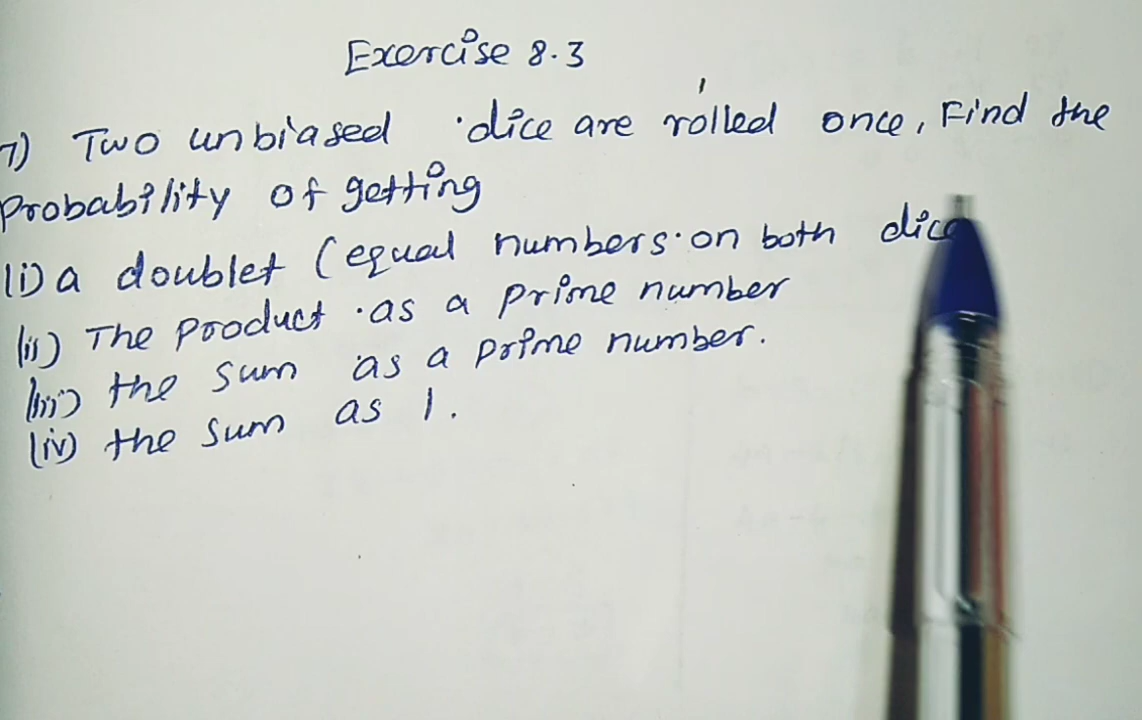 Exercise 8.3
7) Two unbiased dice are rolled once, Find the
Probability of getting
(i) a doublet (equal numbers on both dice
(ii) The product as a prime number
(iii) the sum as a prime number.
(iv) the sum as 1.